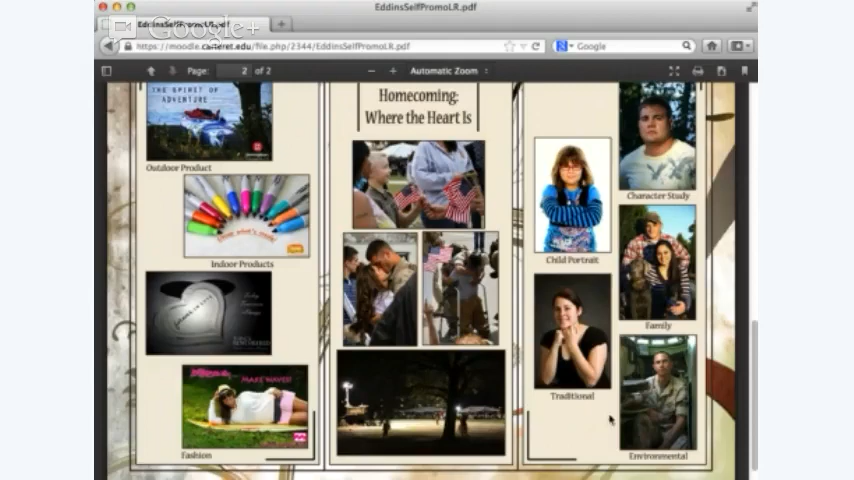 EddinsSelfPromoLR.pdf
Google+
EddinsSelfPromoLR.pdf
https://moodle.carteret.edu/file.php/2344/EddinsSelfPromoLR.pdf
Google
Page: 2 of 2
Automatic Zoom
THE SPIRIT OF
ADVENTURE
Outdoor Product
Indoor Products
MAKE WAVES!
Fashion
Homecoming:
Where the Heart Is
Child Portrait
Traditional
Character Study
Family
Environmental